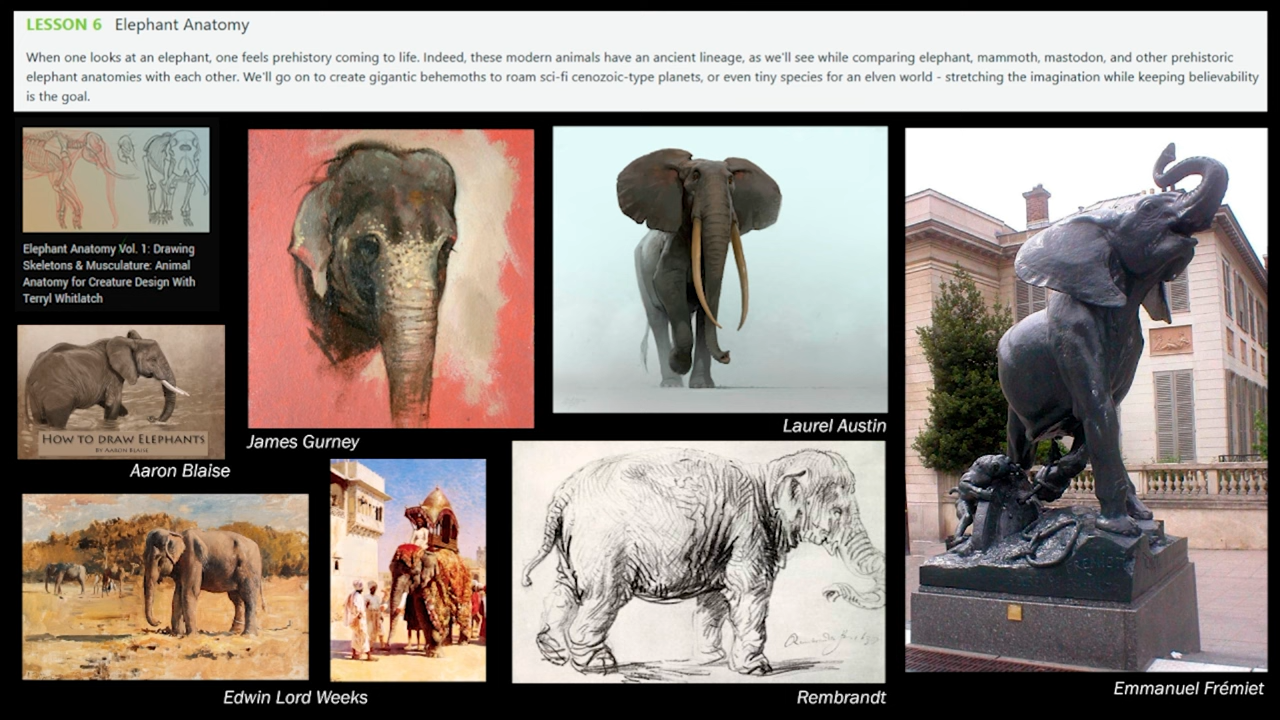 LESSON 6 Elephant Anatomy
When one looks at an elephant, one feels prehistory coming to life. Indeed, these modern animals have an ancient lineage, as we'll see while comparing elephant, mammoth, mastodon, and other prehistoric
elephant anatomies with each other. We'll go on to create gigantic behemoths to roam sci-fi cenozoic-type planets, or even tiny species for an elven world - stretching the imagination while keeping believability
is the goal.
Elephant Anatomy Vol. 1: Drawing
Skeletons & Musculature: Animal
Anatomy for Creature Design With
Terryl Whitlatch
HOW TO DRAW ELEPHANTS
BY AARON BLAISE
Aaron Blaise
James Gurney
Laurel Austin
Edwin Lord Weeks
Rembrandt
Emmanuel Frémiet